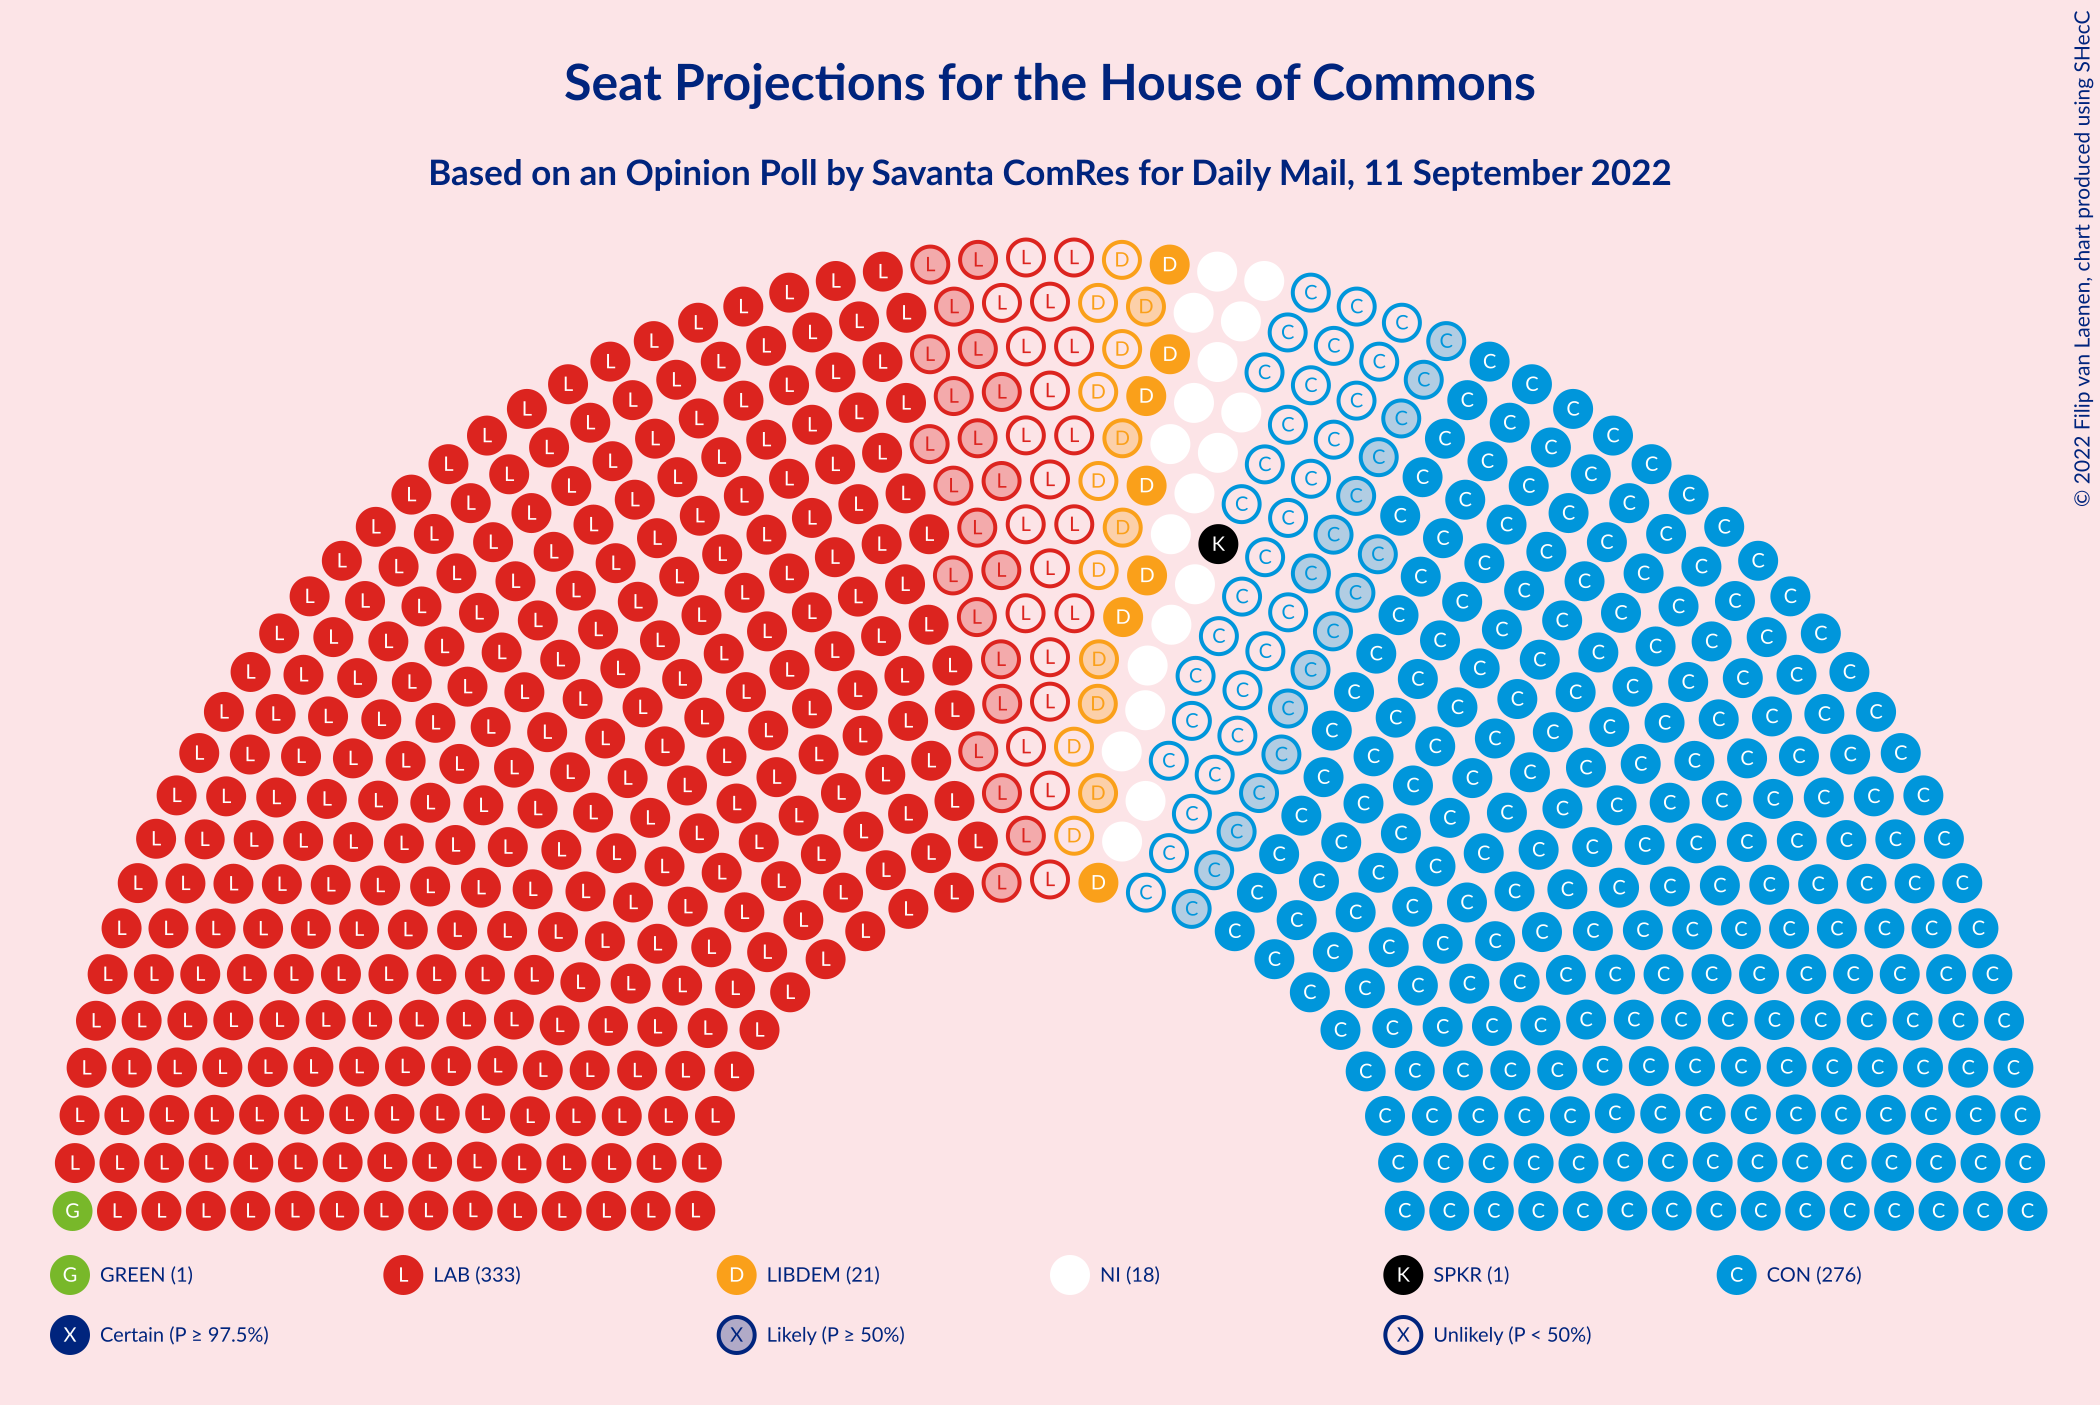 Seat Projections for the House of Commons
Based on an Opinion Poll by Savanta ComRes for Daily Mail, 11 September 2022
© 2022 Filip van Laenen, chart produced using SHecC
G GREEN (1)
L LAB (333)
D LIBDEM (21)
NI (18)
K SPKR (1)
C CON (276)
X Certain (P ≥ 97.5%)
X Likely (P ≥ 50%)
X Unlikely (P < 50%)